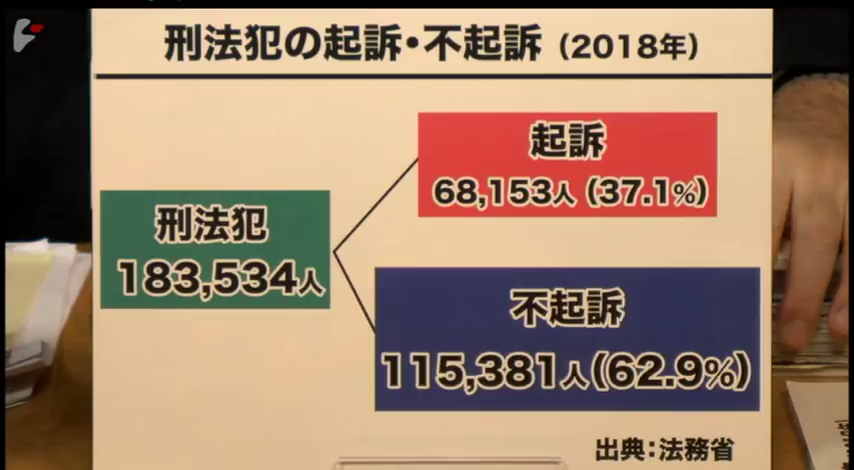 刑法犯の起訴・不起訴（2018年）
刑法犯
183,534人
起訴
68,153人（37.1%）
不起訴
115,381人（62.9%）
出典：法務省